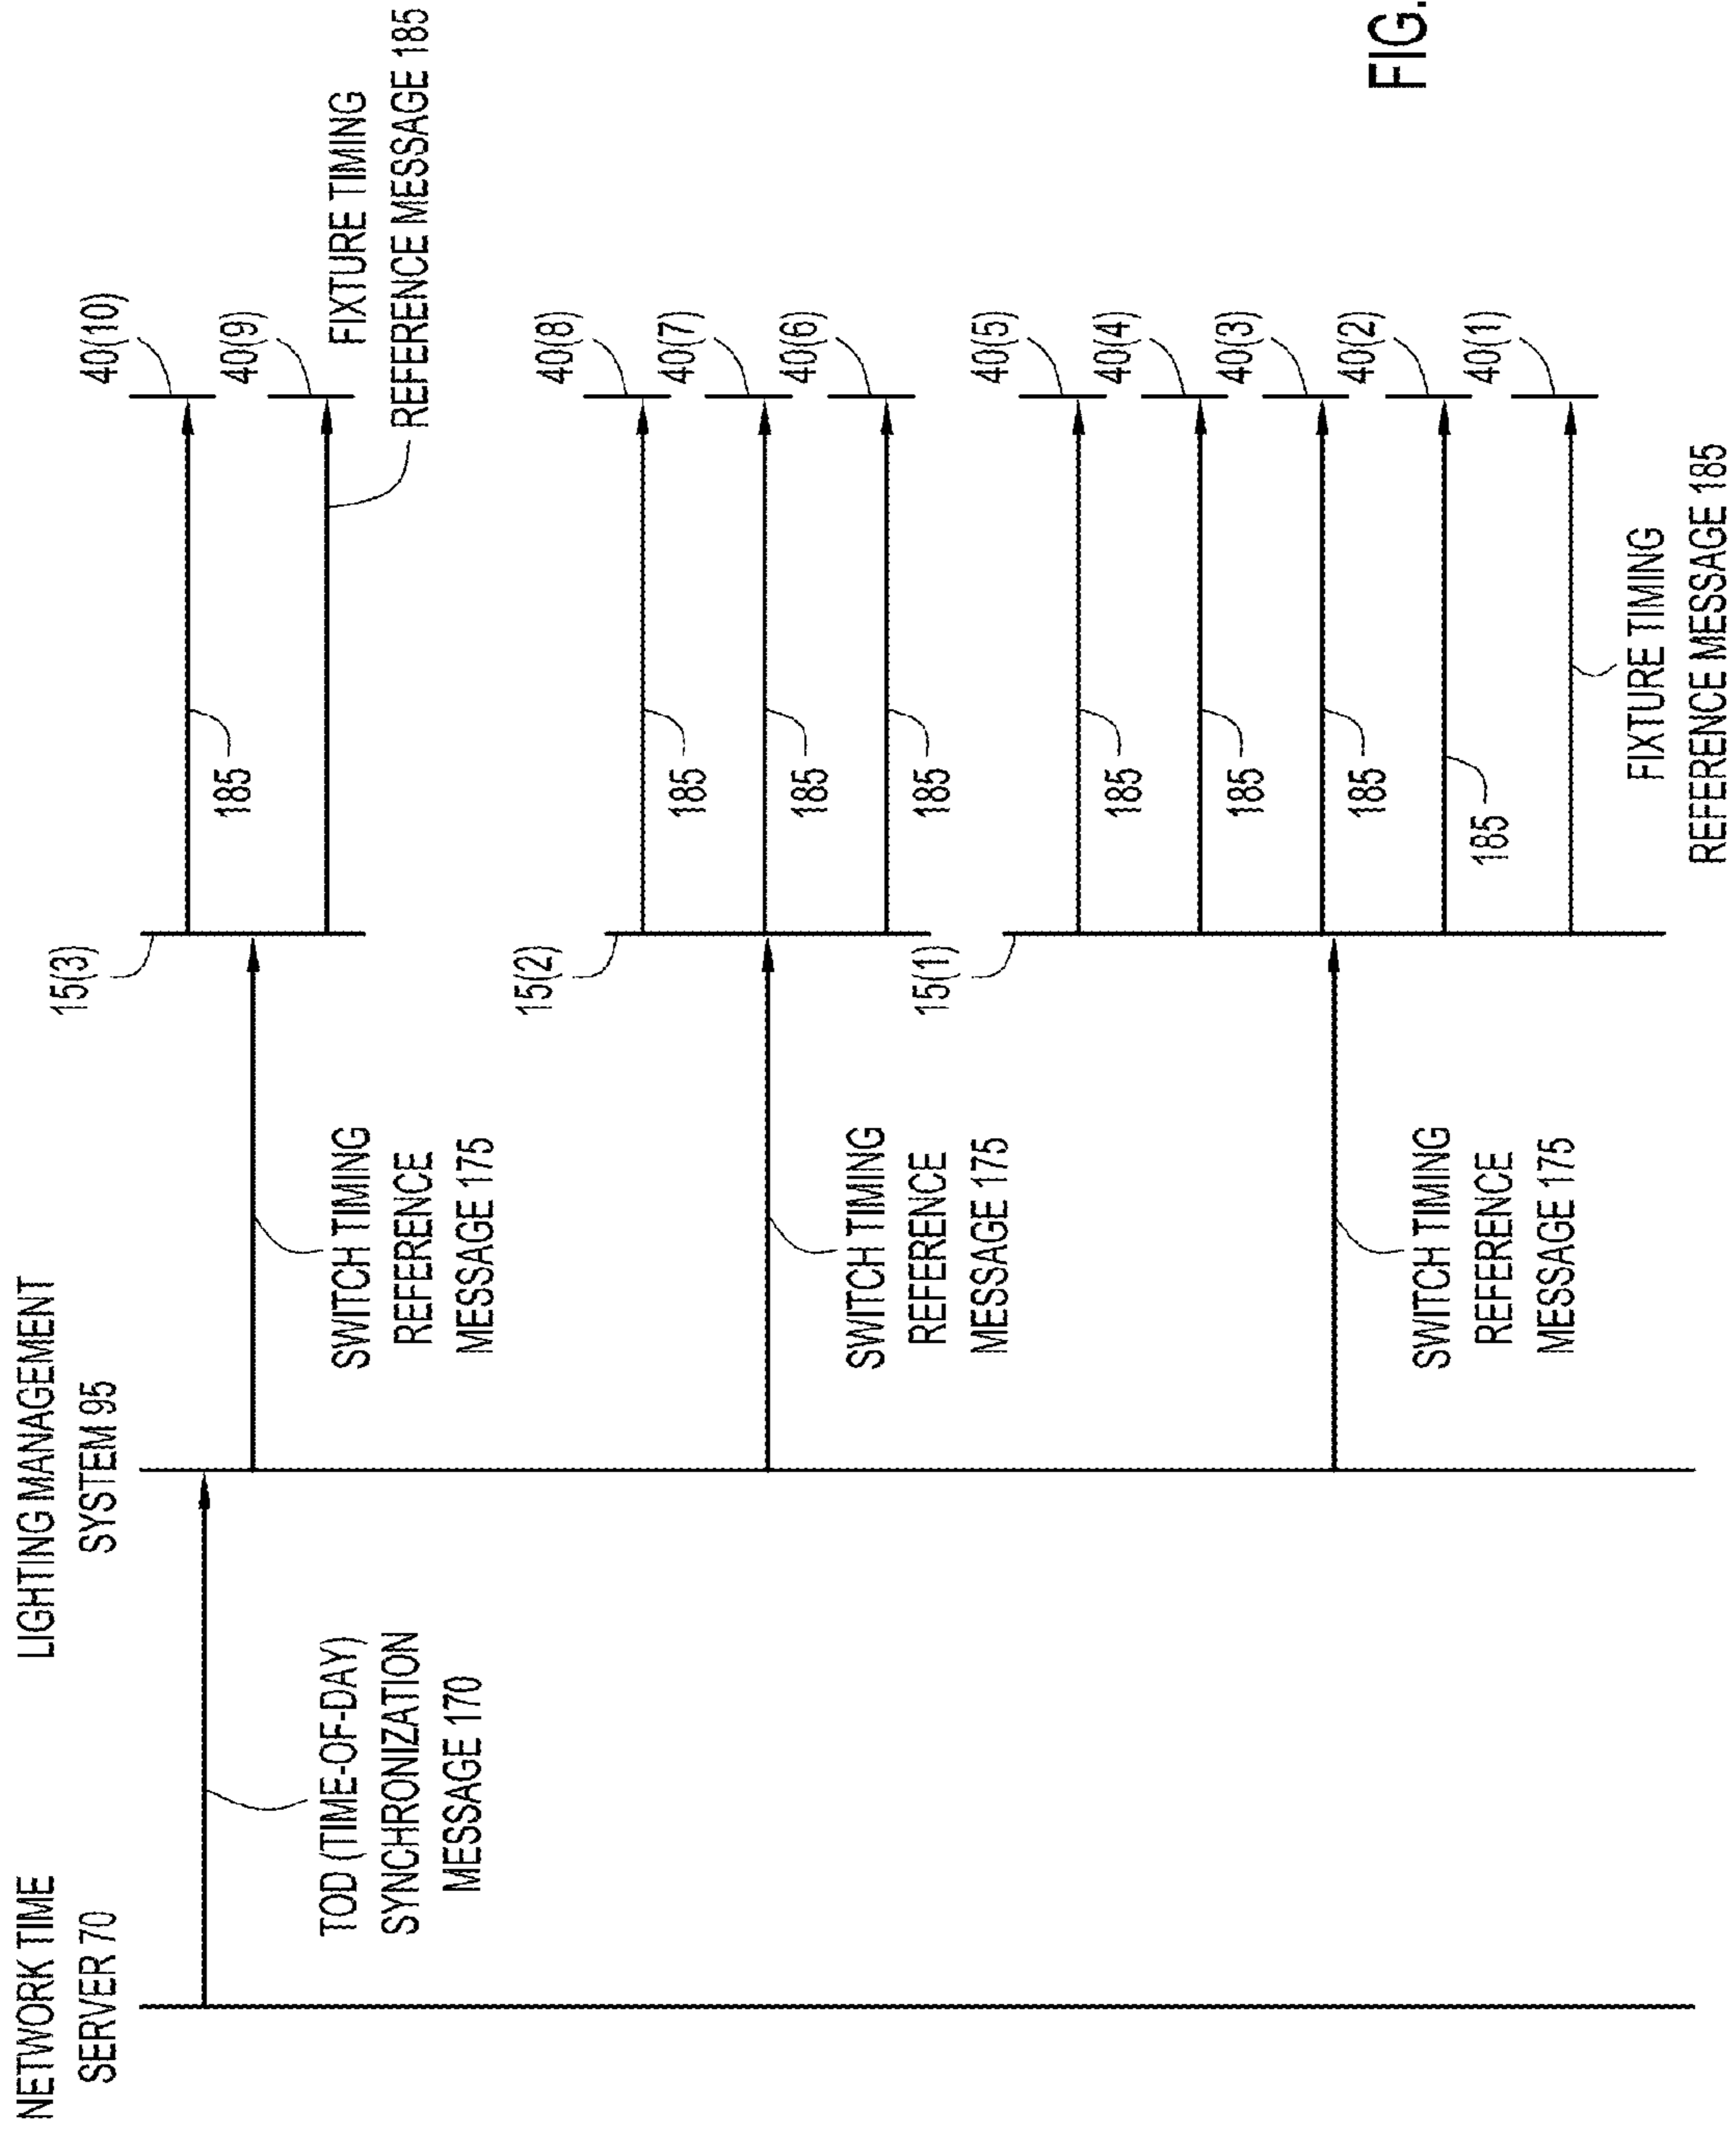 NETWORK TIME
SERVER 70
LIGHTING MANAGEMENT
SYSTEM 95
15(3)
40(10)
185
40(9)
TOD (TIME-OF-DAY)
SYNCHRONIZATION
MESSAGE 170
SWITCH TIMING
REFERENCE
MESSAGE 175
FIXTURE TIMING
REFERENCE MESSAGE 185
15(2)
40(8)
185
40(7)
185
40(6)
185
SWITCH TIMING
REFERENCE
MESSAGE 175
15(1)
40(5)
185
40(4)
185
40(3)
185
40(2)
185
40(1)
SWITCH TIMING
REFERENCE
MESSAGE 175
FIXTURE TIMING
REFERENCE MESSAGE 185
FIG.